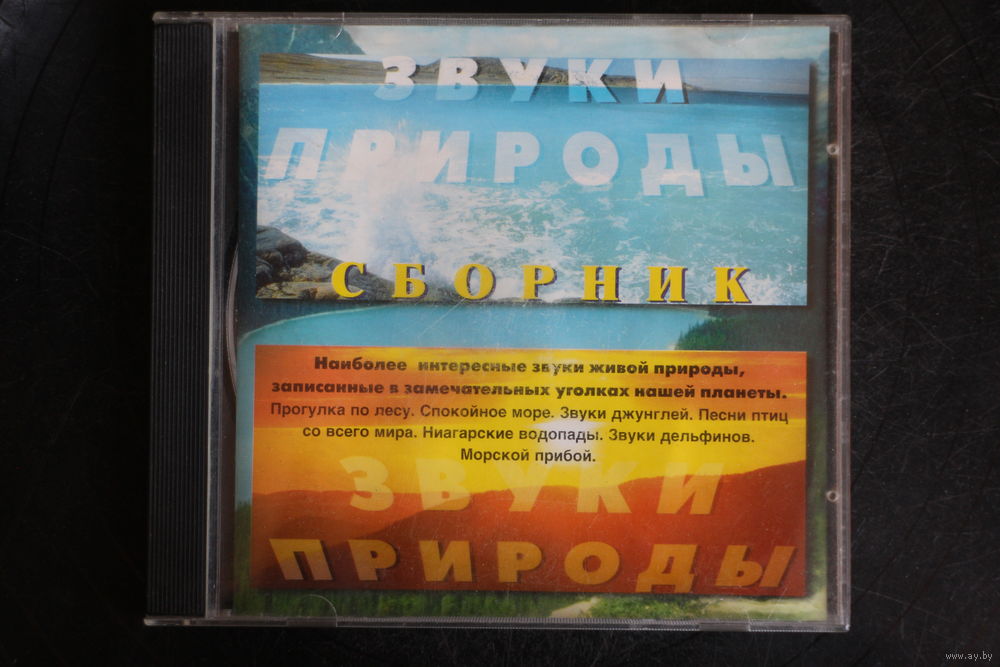 ЗВУКИ
ПРИРОДЫ
СБОРНИК
Наиболее интересные звуки живой природы,
записанные в замечательных уголках нашей планеты.
Прогулка по лесу. Спокойное море. Звуки джунглей. Песни птиц
со всего мира. Ниагарские водопады. Звуки дельфинов.
Морской прибой.
ЗВУКИ
ПРИРОДЫ
www.ay.by